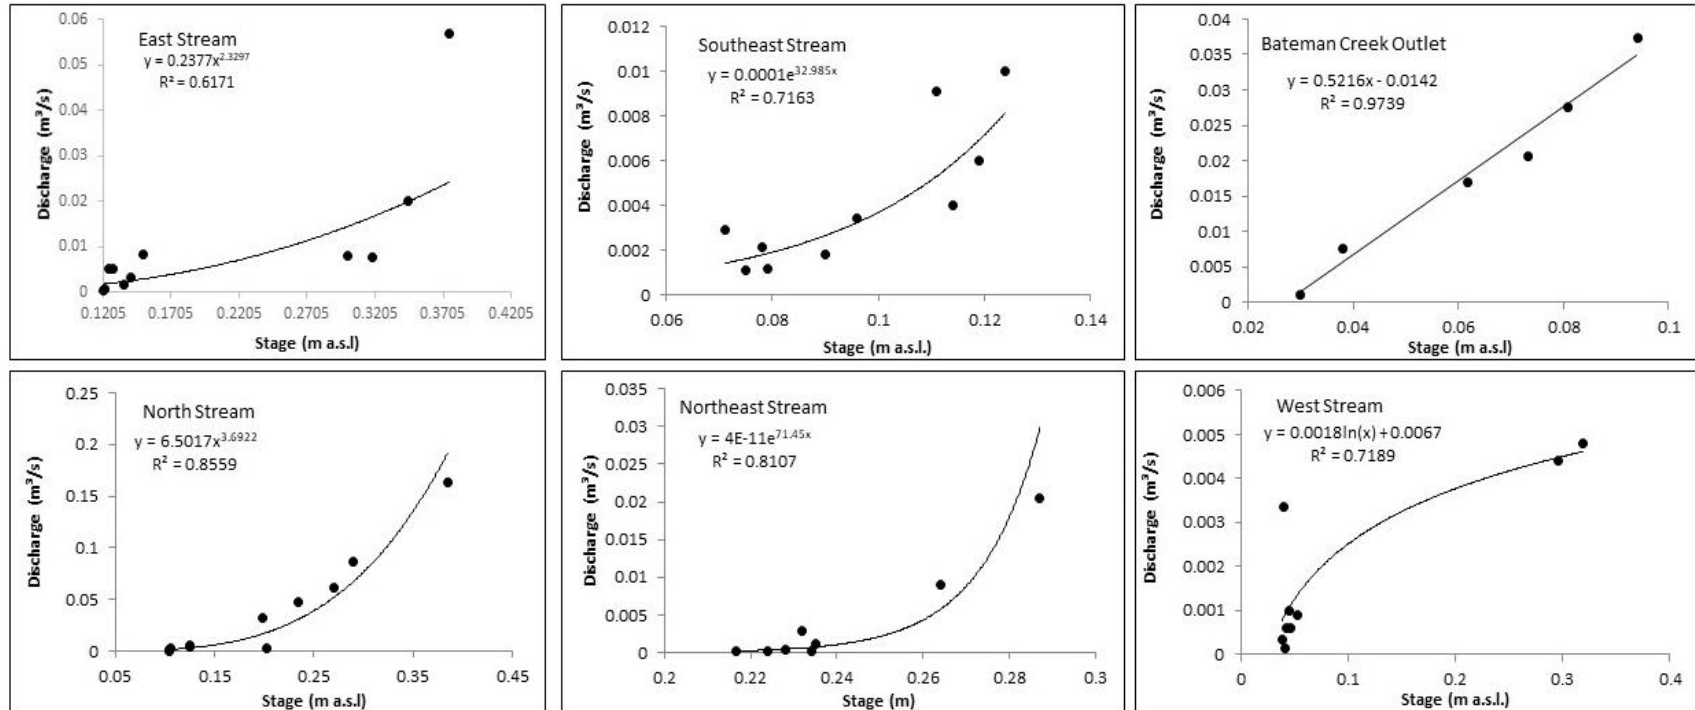 East Stream
y = 0.2377x^2.3297
R² = 0.6171
Discharge (m³/s)
0.06
0.05
0.04
0.03
0.02
0.01
0
0.1205 0.1705 0.2205 0.2705 0.3205 0.3705 0.4205
Stage (m a.s.l)
Southeast Stream
y = 0.0001e^32.985x
R² = 0.7163
Discharge (m³/s)
0.012
0.01
0.008
0.006
0.004
0.002
0
0.06 0.08 0.1 0.12 0.14
Stage (m a.s.l.)
Bateman Creek Outlet
y = 0.5216x - 0.0142
R² = 0.9739
Discharge (m³/s)
0.04
0.035
0.03
0.025
0.02
0.015
0.01
0.005
0
0.02 0.04 0.06 0.08 0.1
Stage (m a.s.l)
North Stream
y = 6.5017x^3.6922
R² = 0.8559
Discharge (m³/s)
0.25
0.2
0.15
0.1
0.05
0
0.05 0.15 0.25 0.35 0.45
Stage (m a.s.l)
Northeast Stream
y = 4E-11e^71.45x
R² = 0.8107
Discharge (m³/s)
0.035
0.03
0.025
0.02
0.015
0.01
0.005
0
0.2 0.22 0.24 0.26 0.28 0.3
Stage (m)
West Stream
y = 0.0018ln(x) + 0.0067
R² = 0.7189
Discharge (m³/s)
0.006
0.005
0.004
0.003
0.002
0.001
0
0 0.1 0.2 0.3 0.4
Stage (m a.s.l.)